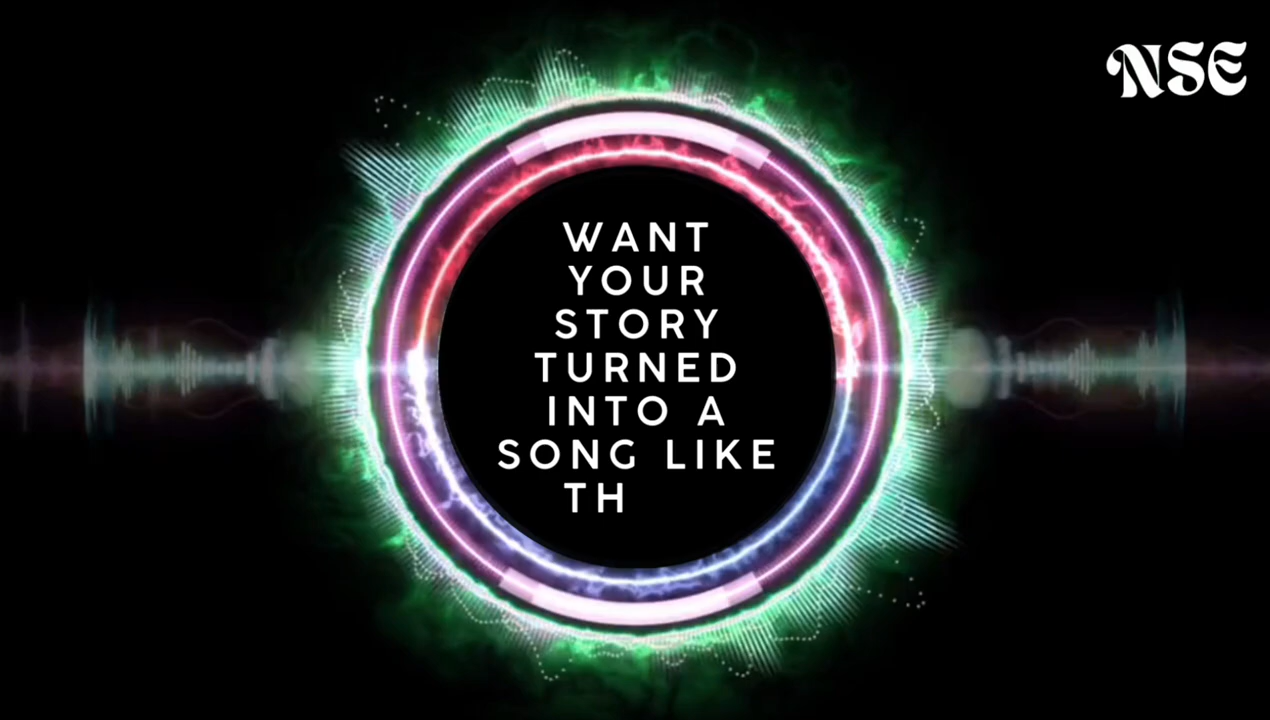 NSE
WANT
YOUR
STORY
TURNED
INTO A
SONG LIKE
TH